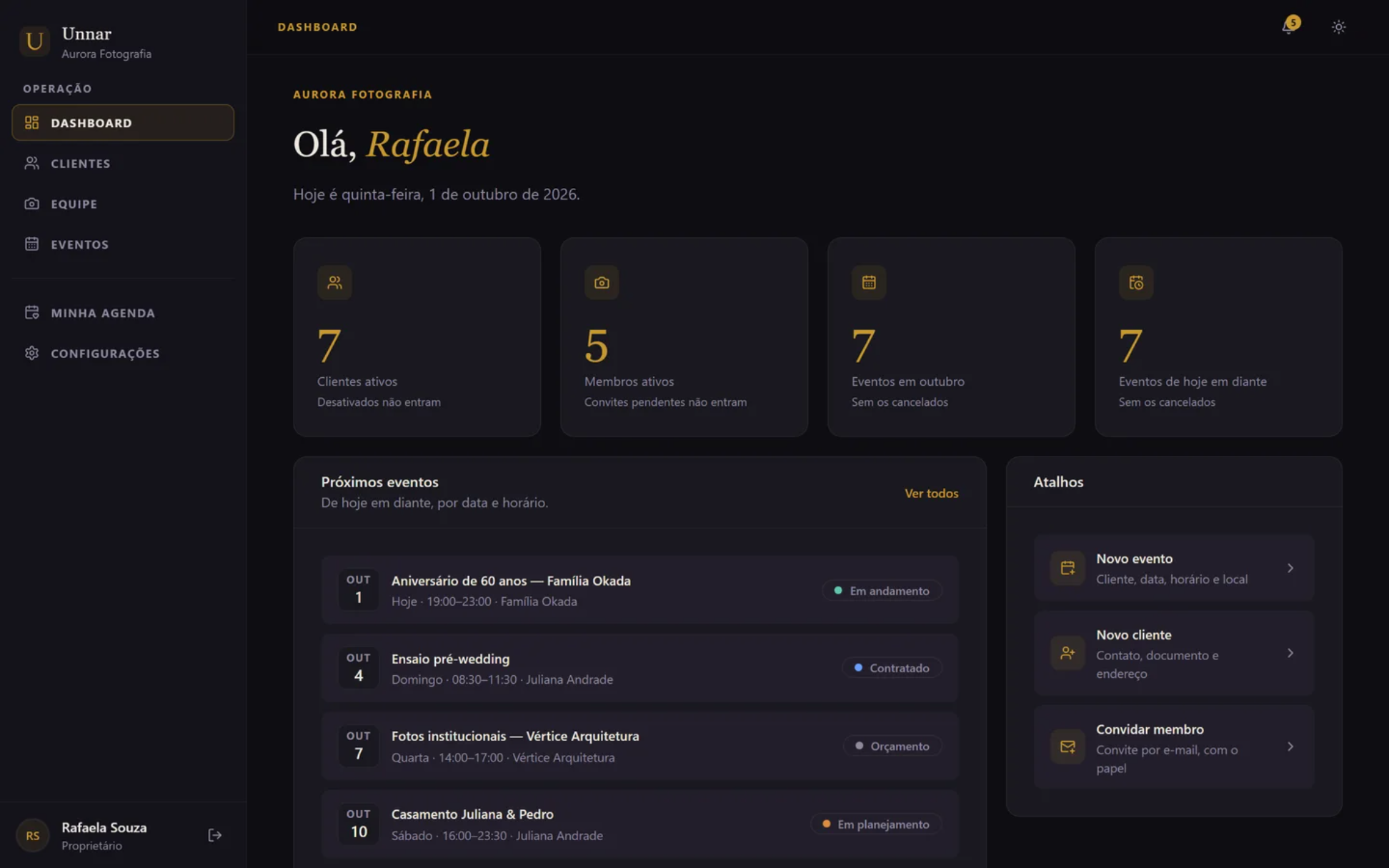 U
Unnar
Aurora Fotografia
OPERAÇÃO
DASHBOARD
CLIENTES
EQUIPE
EVENTOS
MINHA AGENDA
CONFIGURAÇÕES
RS
Rafaela Souza
Proprietário
DASHBOARD
5
AURORA FOTOGRAFIA
Olá, Rafaela
Hoje é quinta-feira, 1 de outubro de 2026.
7
Clientes ativos
Desativados não entram
5
Membros ativos
Convites pendentes não entram
7
Eventos em outubro
Sem os cancelados
7
Eventos de hoje em diante
Sem os cancelados
Próximos eventos
De hoje em diante, por data e horário.
Ver todos
OUT
1
Aniversário de 60 anos — Família Okada
Hoje · 19:00–23:00 · Família Okada
Em andamento
OUT
4
Ensaio pré-wedding
Domingo · 08:30–11:30 · Juliana Andrade
Contratado
OUT
7
Fotos institucionais — Vértice Arquitetura
Quarta · 14:00–17:00 · Vértice Arquitetura
Orçamento
OUT
10
Casamento Juliana & Pedro
Sábado · 16:00–23:30 · Juliana Andrade
Em planejamento
Atalhos
Novo evento
Cliente, data, horário e local
Novo cliente
Contato, documento e
endereço
Convidar membro
Convite por e-mail, com o
papel